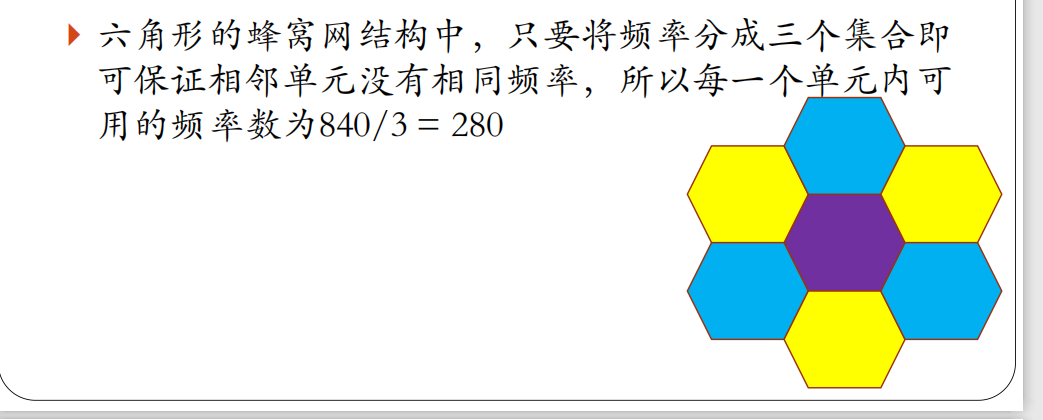 六角形的蜂窝网结构中，只要将频率分成三个集合即
可保证相邻单元没有相同频率，所以每一个单元内可
用的频率数为840/3 = 280